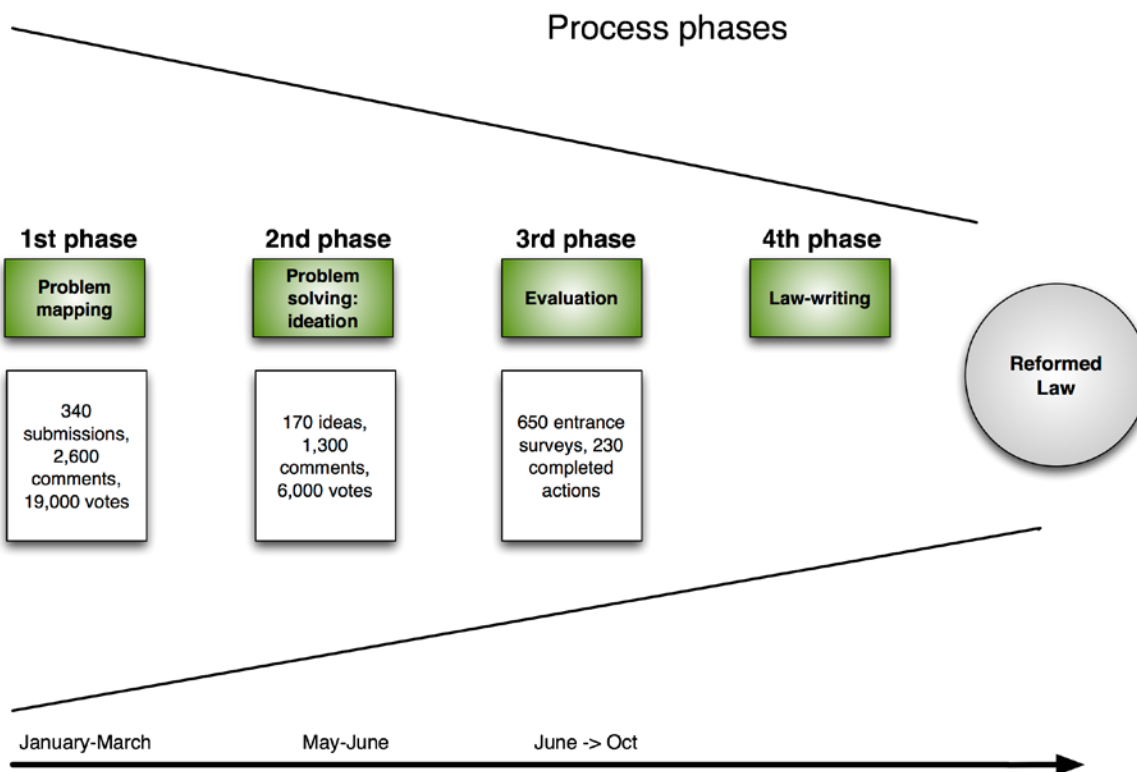 Process phases
1st phase
2nd phase
3rd phase
4th phase
Problem
mapping
Problem
solving:
ideation
Evaluation
Law-writing
Reformed
Law
340
submissions,
2,600
comments,
19,000 votes
170 ideas,
1,300
comments,
6,000 votes
650 entrance
surveys, 230
completed
actions
January-March
May-June
June -> Oct